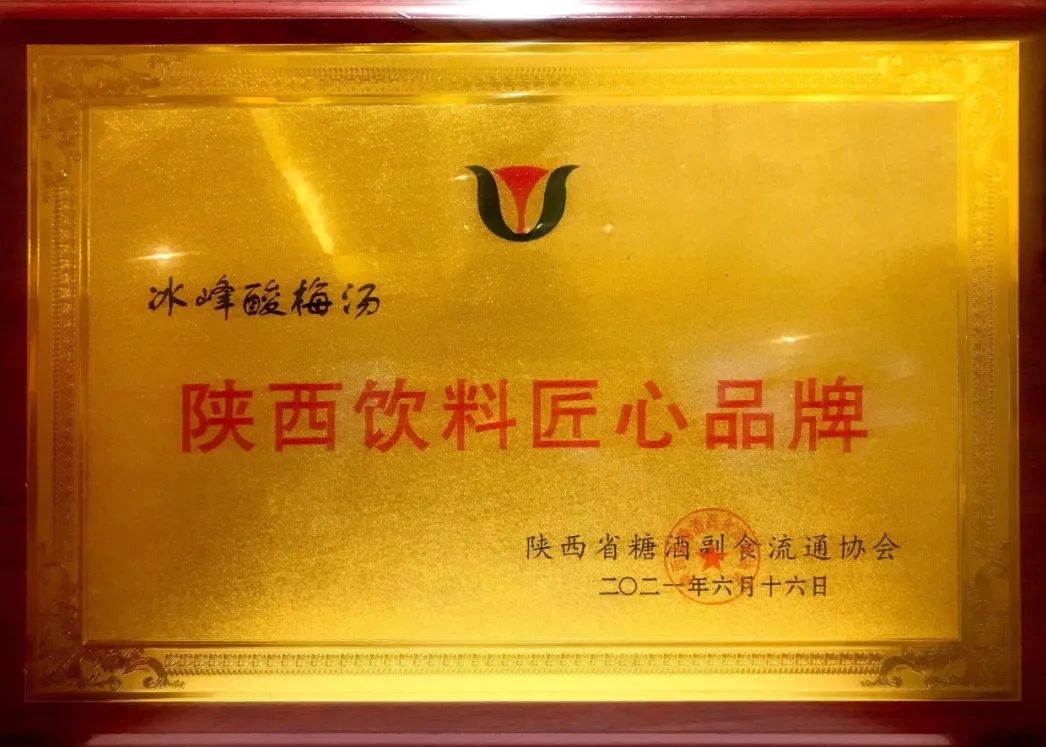 冰峰酸梅汤
陕西饮料匠心品牌
陕西省糖酒副食流通协会
二〇二一年六月十六日